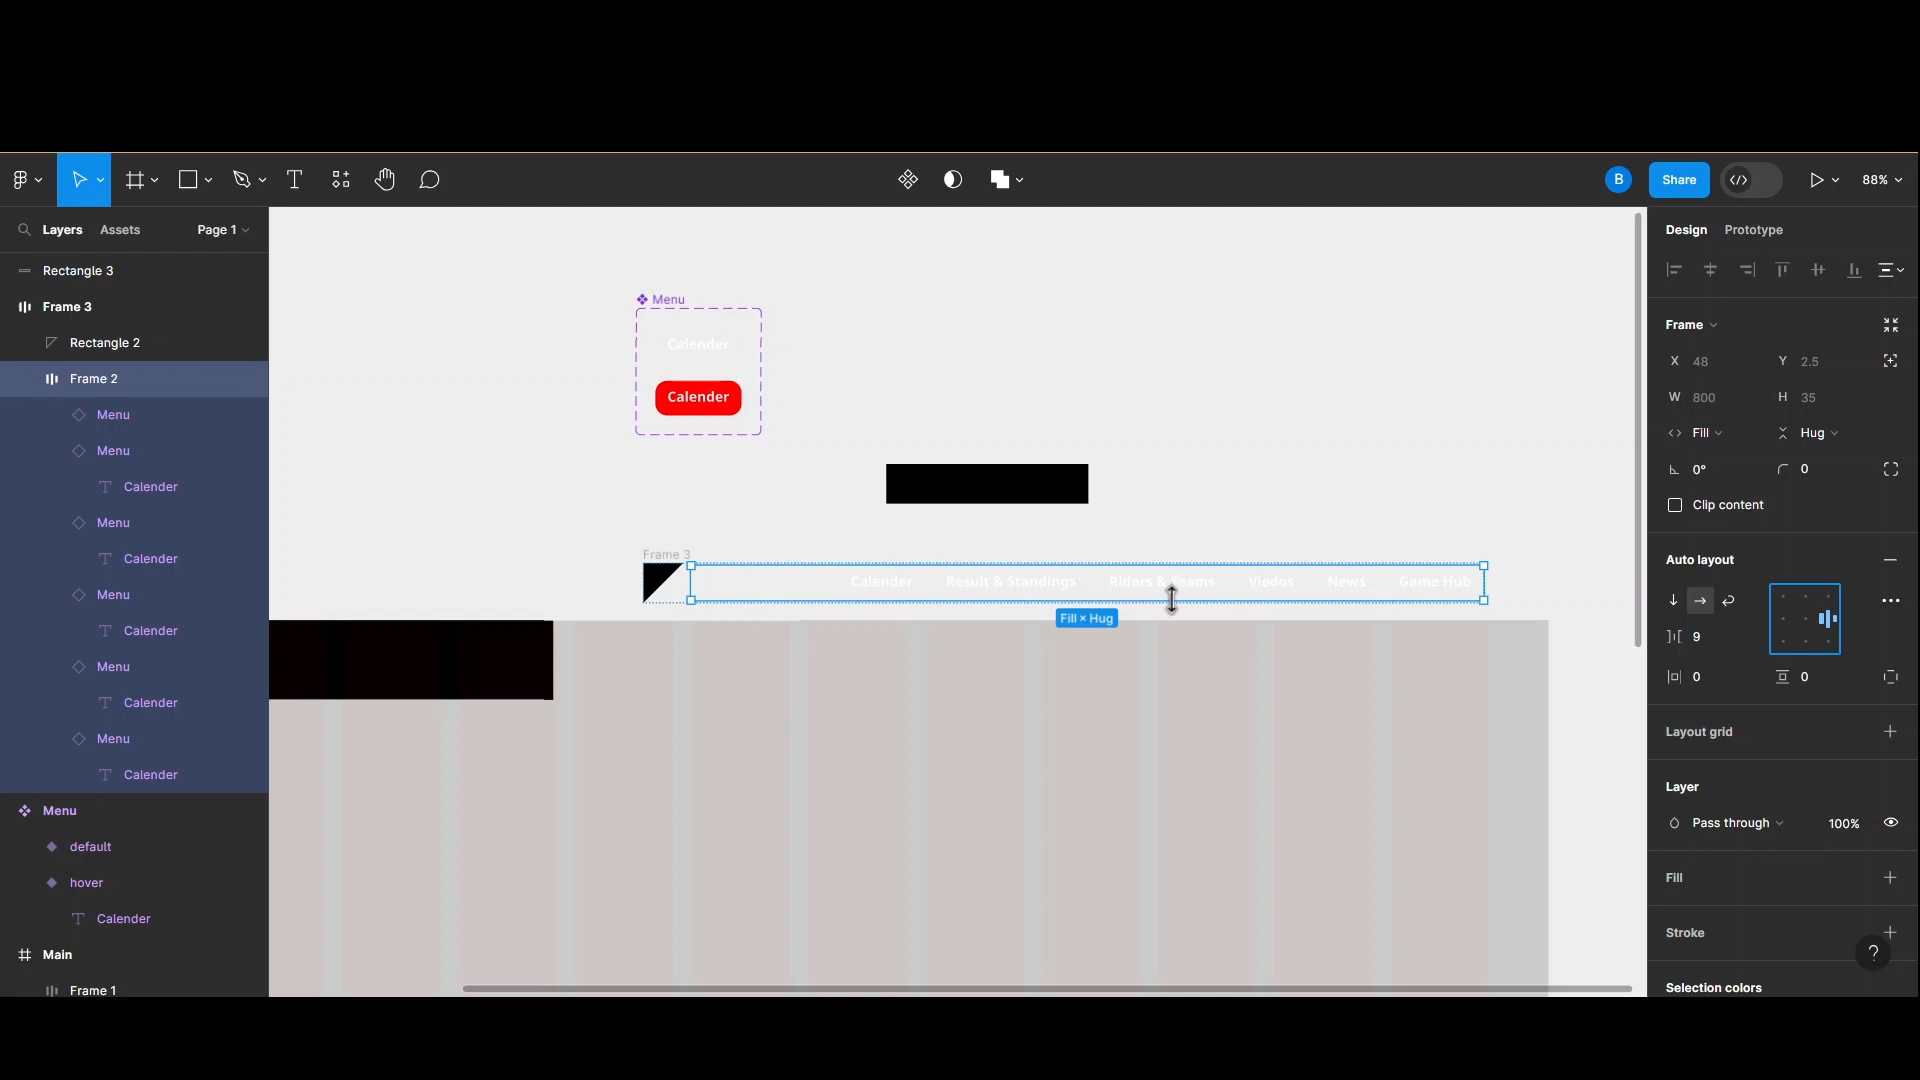 B
Share
88%
Layers
Assets
Page 1
Rectangle 3
Frame 3
Rectangle 2
Frame 2
Menu
Menu
Calender
Menu
Calender
Menu
Calender
Menu
Calender
Menu
Calender
Menu
default
hover
Calender
Main
Frame 1
Menu
Calender
Calender
Frame 3
Calender
Result & Standings
Riders & Teams
Viedos
News
Game Hub
Fill × Hug
Design
Prototype
Frame
X 48
Y 2.5
W 800
H 35
Fill
Hug
0°
0
Clip content
Auto layout
9
0
0
Layout grid
Layer
Pass through
100%
Fill
Stroke
?
Selection colors